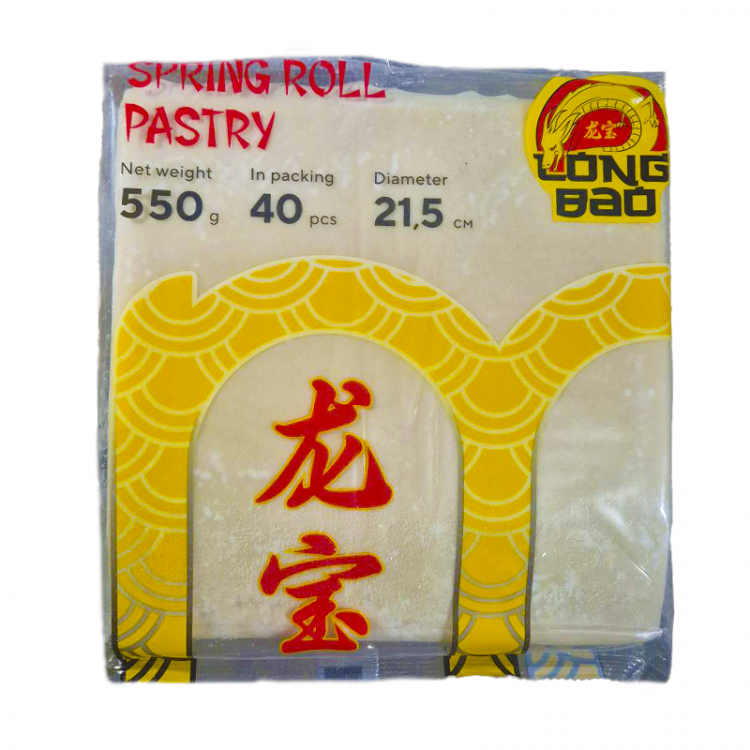 SPRING ROLL
PASTRY
Net weight
550 g
In packing
40 pcs
Diameter
21,5 см
龙宝
LONG
BAO
龙
宝